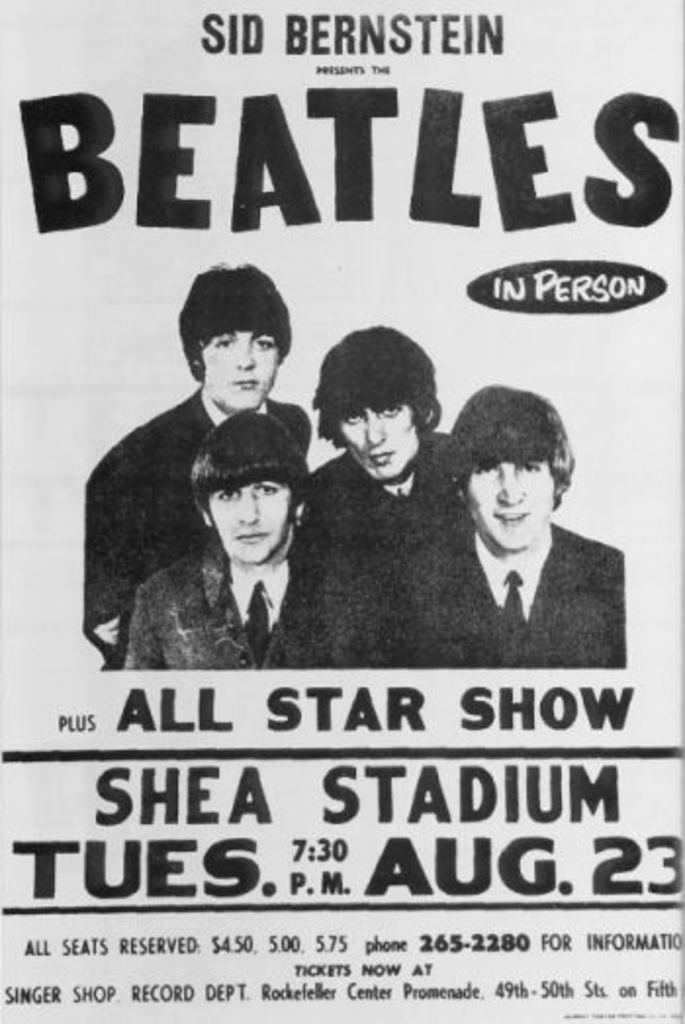 SID BERNSTEIN
PRESENTS THE
BEATLES
IN PERSON
PLUS ALL STAR SHOW
SHEA STADIUM
TUES. 7:30 P.M. AUG. 23
ALL SEATS RESERVED: $4.50, 5.00, 5.75 phone 265-2280 FOR INFORMATIO
TICKETS NOW AT
SINGER SHOP. RECORD DEPT. Rockefeller Center Promenade, 49th-50th Sts. on Fifth